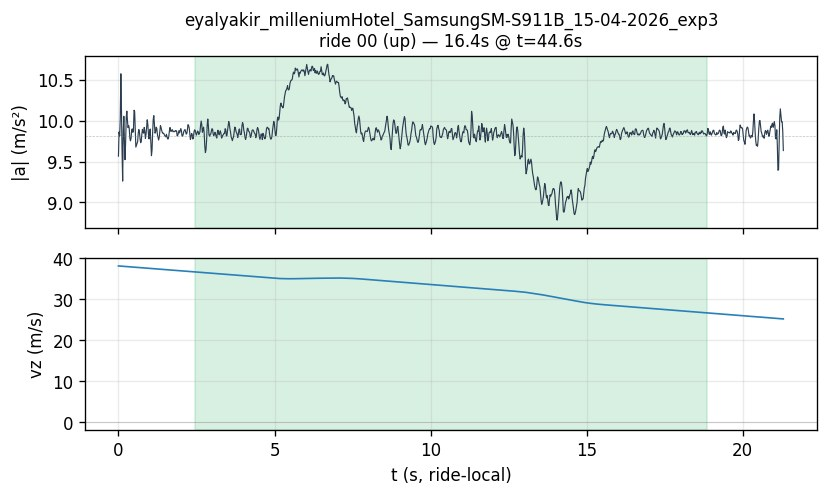 eyalyakir_milleniumHotel_SamsungSM-S911B_15-04-2026_exp3
ride 00 (up) — 16.4s @ t=44.6s
10.5
10.0
9.5
9.0
|a| (m/s²)
40
30
20
10
0
vz (m/s)
0 5 10 15 20
t (s, ride-local)